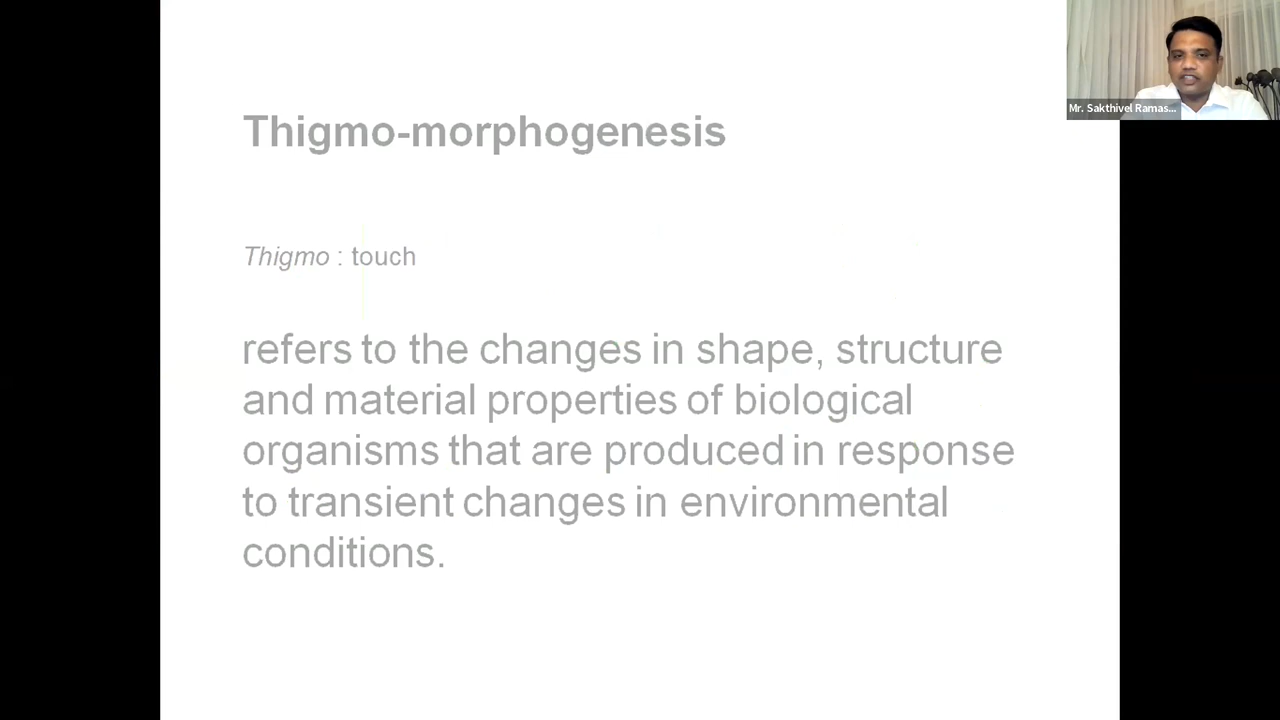 Thigmo-morphogenesis
Mr. Sakthivel Ramas...
Thigmo : touch
refers to the changes in shape, structure
and material properties of biological
organisms that are produced in response
to transient changes in environmental
conditions.